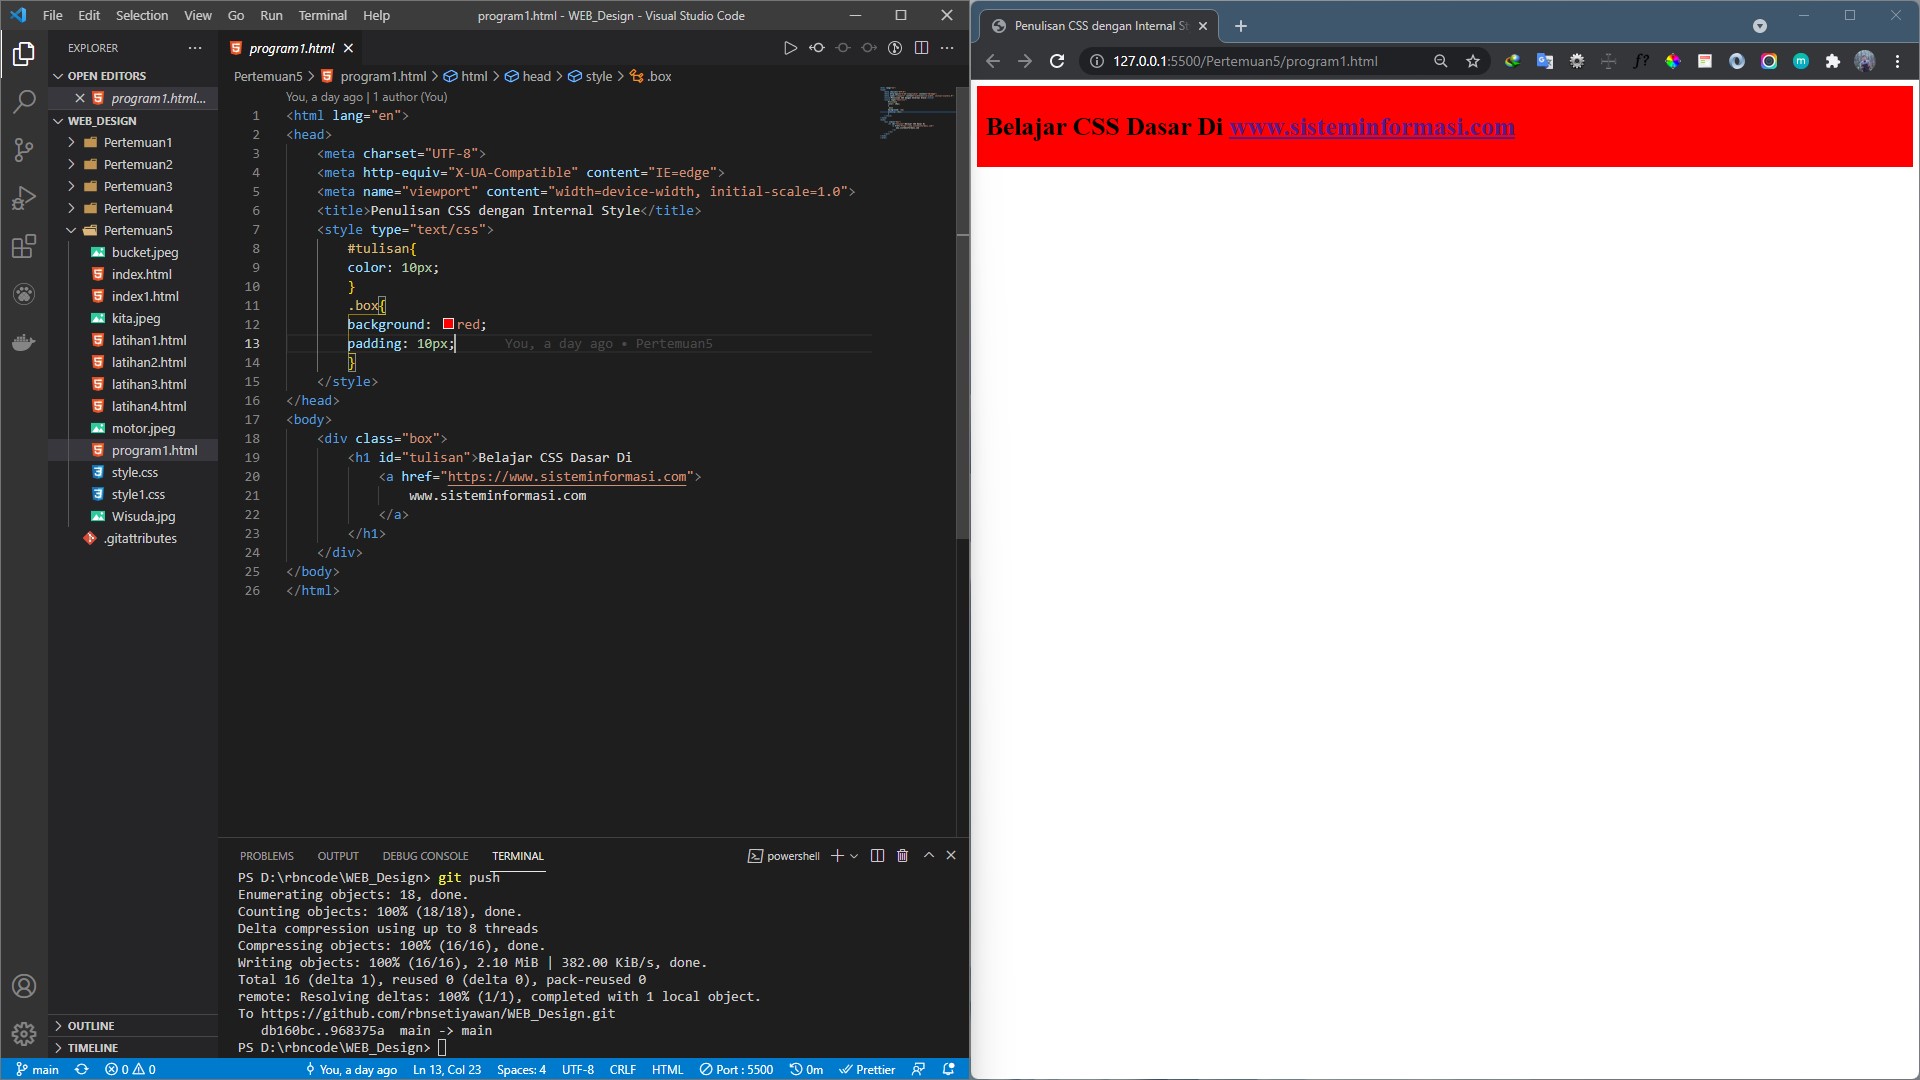 File Edit Selection View Go Run Terminal Help program1.html - WEB_Design - Visual Studio Code
EXPLORER
OPEN EDITORS
program1.html...
WEB_DESIGN
Pertemuan1
Pertemuan2
Pertemuan3
Pertemuan4
Pertemuan5
bucket.jpeg
index.html
index1.html
kita.jpeg
latihan1.html
latihan2.html
latihan3.html
latihan4.html
motor.jpeg
program1.html
style.css
style1.css
Wisuda.jpg
.gitattributes
OUTLINE
TIMELINE
program1.html
Pertemuan5 > program1.html > html > head > style > .box
You, a day ago | 1 author (You)
1 <html lang="en">
2 <head>
3 <meta charset="UTF-8">
4 <meta http-equiv="X-UA-Compatible" content="IE=edge">
5 <meta name="viewport" content="width=device-width, initial-scale=1.0">
6 <title>Penulisan CSS dengan Internal Style</title>
7 <style type="text/css">
8 #tulisan{
9 color: 10px;
10 }
11 .box{
12 background: red;
13 padding: 10px; You, a day ago • Pertemuan5
14 }
15 </style>
16 </head>
17 <body>
18 <div class="box">
19 <h1 id="tulisan">Belajar CSS Dasar Di
20 <a href="https://www.sisteminformasi.com">
21 www.sisteminformasi.com
22 </a>
23 </h1>
24 </div>
25 </body>
26 </html>
PROBLEMS OUTPUT DEBUG CONSOLE TERMINAL powershell
PS D:\rbncode\WEB_Design> git push
Enumerating objects: 18, done.
Counting objects: 100% (18/18), done.
Delta compression using up to 8 threads
Compressing objects: 100% (16/16), done.
Writing objects: 100% (16/16), 2.10 MiB | 382.00 KiB/s, done.
Total 16 (delta 1), reused 0 (delta 0), pack-reused 0
remote: Resolving deltas: 100% (1/1), completed with 1 local object.
To https://github.com/rbnsetiyawan/WEB_Design.git
db160bc..968375a main -> main
PS D:\rbncode\WEB_Design>
main 0 0 You, a day ago Ln 13, Col 23 Spaces: 4 UTF-8 CRLF HTML Port : 5500 0m Prettier
Penulisan CSS dengan Internal St
127.0.0.1:5500/Pertemuan5/program1.html f? m
Belajar CSS Dasar Di www.sisteminformasi.com